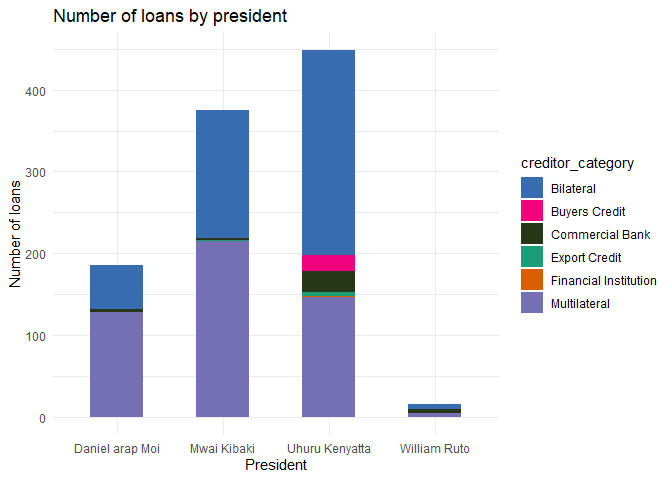 Number of loans by president
Number of loans
400
300
200
100
0
Daniel arap Moi
Mwai Kibaki
Uhuru Kenyatta
William Ruto
President
creditor_category
Bilateral
Buyers Credit
Commercial Bank
Export Credit
Financial Institution
Multilateral